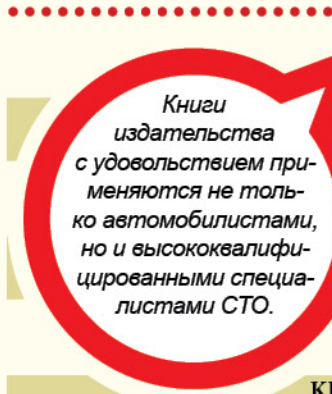 Книги
издательства
с удовольствием при-
меняются не толь-
ко автомобилистами,
но и высококвалифи-
цированными специа-
листами СТО.